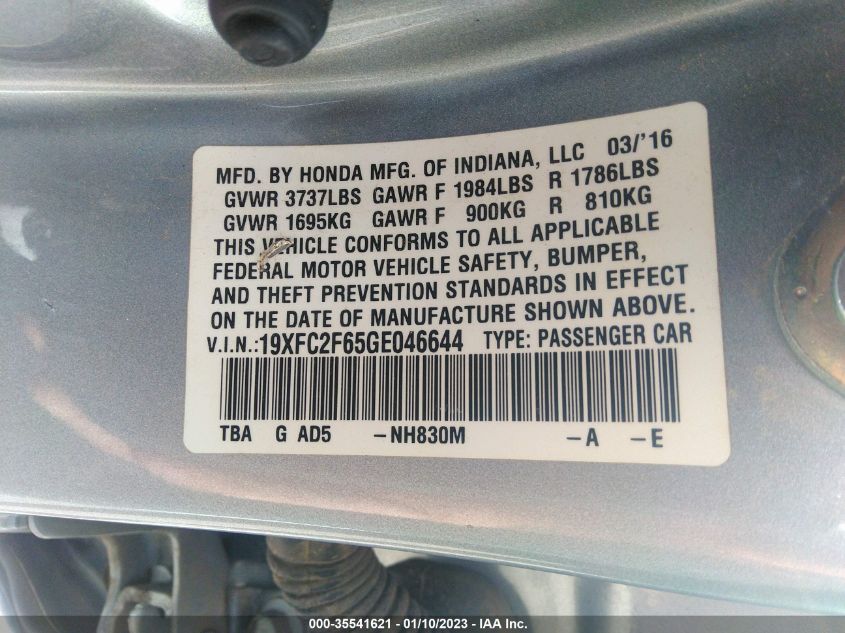 MFD. BY HONDA MFG. OF INDIANA, LLC 03/'16
GVWR 3737LBS GAWR F 1984LBS R 1786LBS
GVWR 1695KG GAWR F 900KG R 810KG
THIS VEHICLE CONFORMS TO ALL APPLICABLE
FEDERAL MOTOR VEHICLE SAFETY, BUMPER,
AND THEFT PREVENTION STANDARDS IN EFFECT
ON THE DATE OF MANUFACTURE SHOWN ABOVE.
V.I.N.:19XFC2F65GE046644 TYPE: PASSENGER CAR
TBA G AD5 -NH830M -A -E
000-35541621 - 01/10/2023 - IAA Inc.